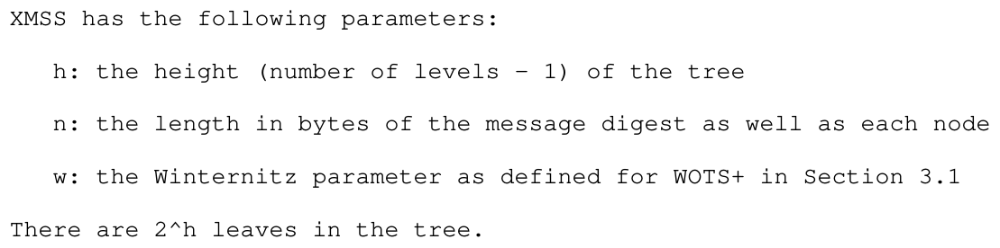 XMSS has the following parameters:
h: the height (number of levels - 1) of the tree
n: the length in bytes of the message digest as well as each node
w: the Winternitz parameter as defined for WOTS+ in Section 3.1
There are 2^h leaves in the tree.